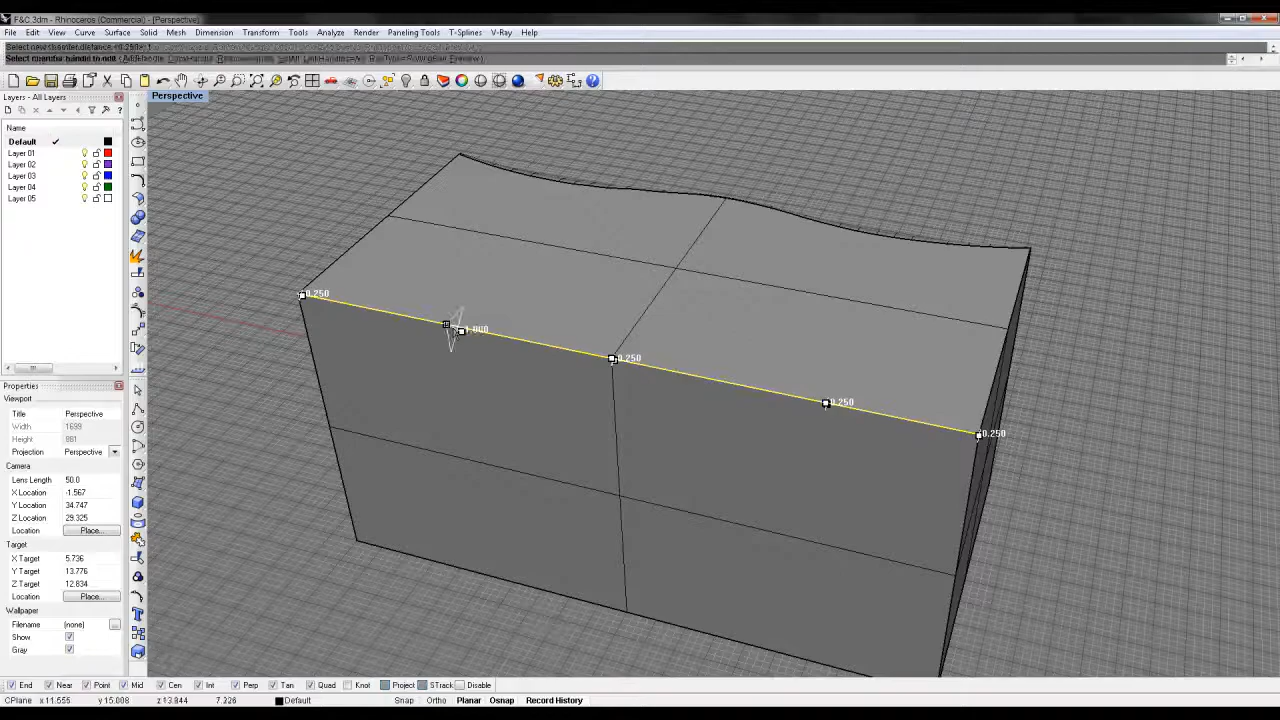 F&C.3dm - Rhinoceros (Commercial) - [Perspective]
File Edit View Curve Surface Solid Mesh Dimension Transform Tools Analyze Render Paneling Tools T-Splines V-Ray Help
Layers - All Layers
Perspective
Name
Default
Layer 01
Layer 02
Layer 03
Layer 04
Layer 05
0.250
0.250
0.250
0.250
Properties
Viewport
Title Perspective
Width 1699
Height 881
Projection Perspective
Camera
Lens Length 50.0
X Location -1.567
Y Location 34.747
Z Location 29.325
Location Place...
Target
X Target 5.736
Y Target 13.776
Z Target 12.834
Location Place...
Wallpaper
Filename (none)
Show
Gray
End Near Point Mid Cen Int Perp Tan Quad Knot Project STrack Disable
CPlane x 11.555 y 15.008 z 13.844 7.226 Default Snap Ortho Planar Osnap Record History